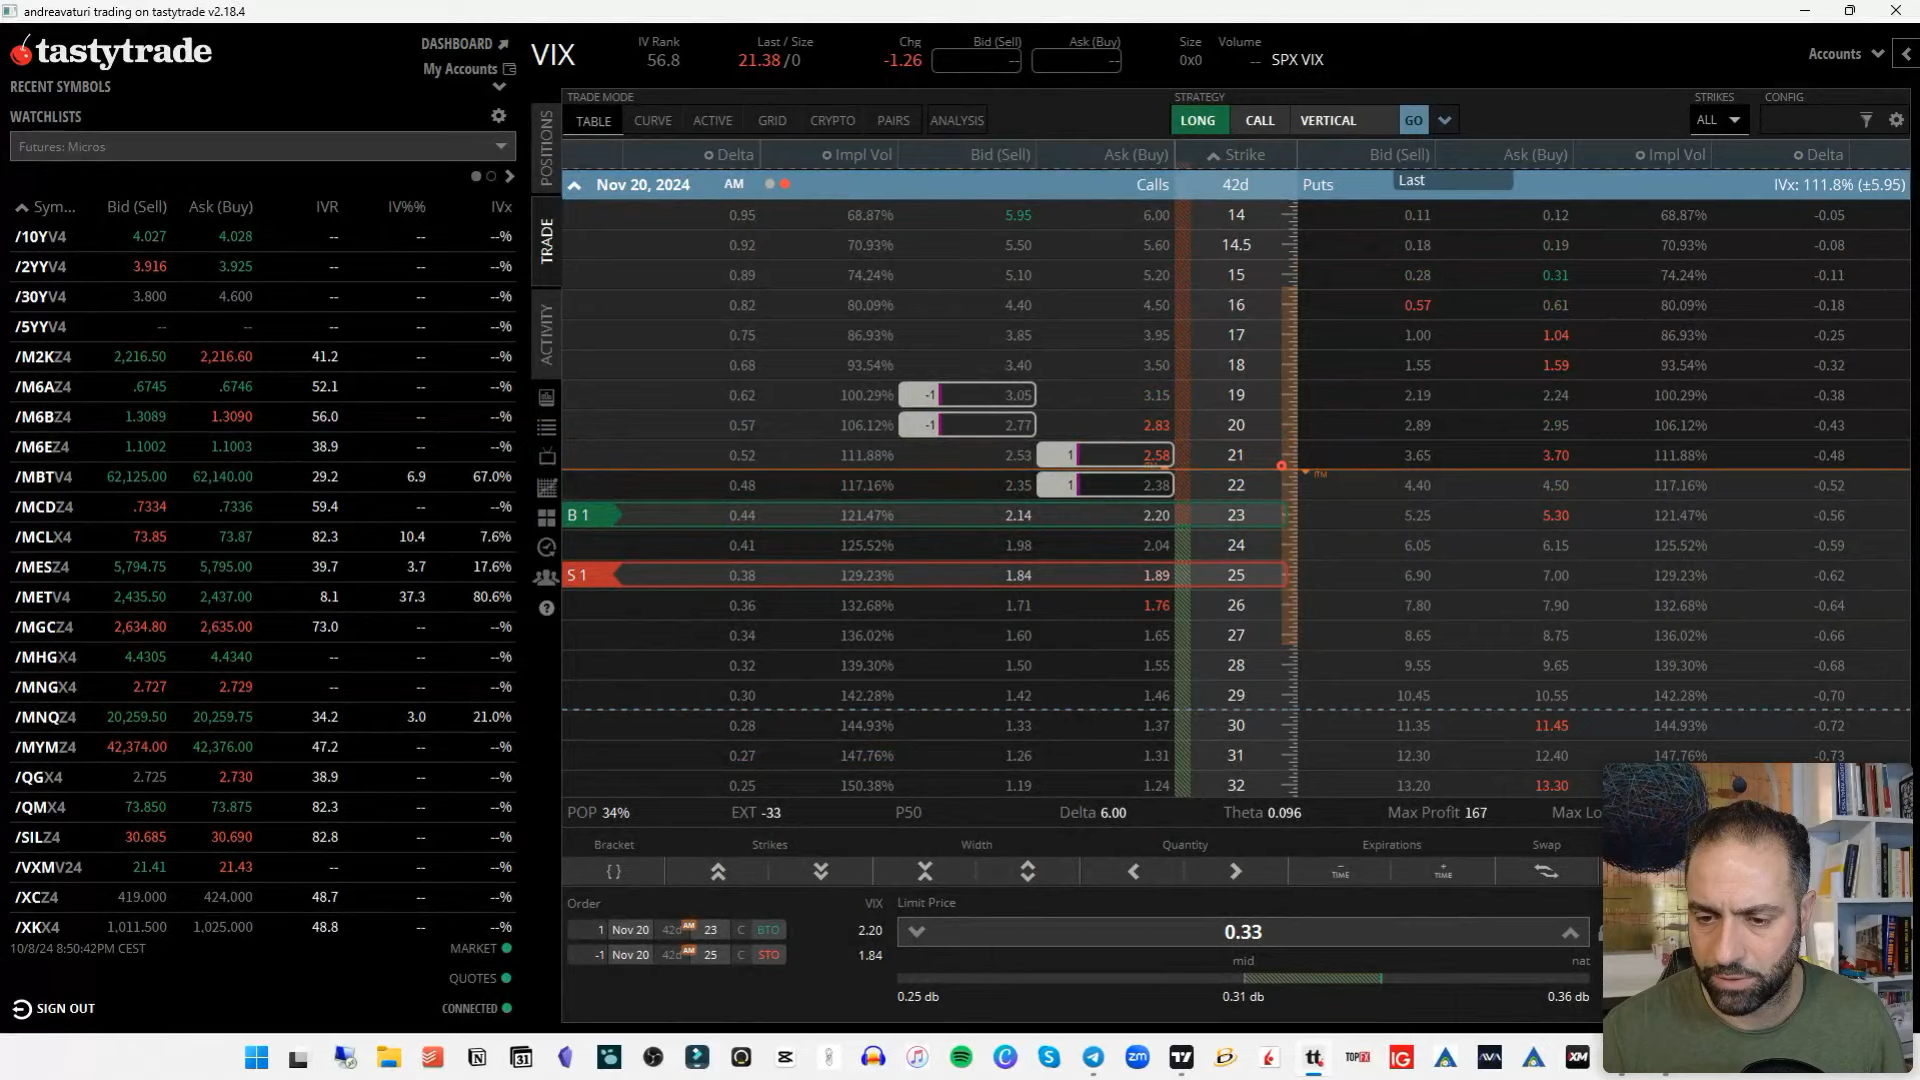 andreavaturi trading on tastytrade v2.18.4
tastytrade
DASHBOARD
My Accounts
RECENT SYMBOLS
WATCHLISTS
Futures: Micros
Sym... Bid (Sell) Ask (Buy) IVR IV%% IVx
/10YV4 4.027 4.028 -- -- --%
/2YYV4 3.916 3.925 -- -- --%
/30YV4 3.800 4.600 -- -- --%
/5YYV4 -- -- -- -- --%
/M2KZ4 2,216.50 2,216.60 41.2 -- --%
/M6AZ4 .6745 .6746 52.1 -- --%
/M6BZ4 1.3089 1.3090 56.0 -- --%
/M6EZ4 1.1002 1.1003 38.9 -- --%
/MBTV4 62,125.00 62,140.00 29.2 6.9 67.0%
/MCDZ4 .7334 .7336 59.4 -- --%
/MCLX4 73.85 73.87 82.3 10.4 7.6%
/MESZ4 5,794.75 5,795.00 39.7 3.7 17.6%
/METV4 2,435.50 2,437.00 8.1 37.3 80.6%
/MGCZ4 2,634.80 2,635.00 73.0 -- --%
/MHGX4 4.4305 4.4340 -- -- --%
/MNGX4 2.727 2.729 -- -- --%
/MNQZ4 20,259.50 20,259.75 34.2 3.0 21.0%
/MYMZ4 42,374.00 42,376.00 47.2 -- --%
/QGX4 2.725 2.730 38.9 -- --%
/QMX4 73.850 73.875 82.3 -- --%
/SILZ4 30.685 30.690 82.8 -- --%
/VXMV24 21.41 21.43 -- -- --%
/XCZ4 419.000 424.000 48.7 -- --%
/XKX4 1,011.500 1,025.000 48.8 -- --%
10/8/24 8:50:42PM CEST MARKET
QUOTES
SIGN OUT CONNECTED
POSITIONS
TRADE
ACTIVITY
VIX IV Rank Last / Size Chg Bid (Sell) Ask (Buy) Size Volume
56.8 21.38 /0 -1.26 -- -- 0x0 -- SPX VIX
Accounts
TRADE MODE STRATEGY STRIKES CONFIG
TABLE CURVE ACTIVE GRID CRYPTO PAIRS ANALYSIS LONG CALL VERTICAL GO ALL
Delta Impl Vol Bid (Sell) Ask (Buy) Strike Bid (Sell) Ask (Buy) Impl Vol Delta
Nov 20, 2024 AM Calls 42d Puts Last IVx: 111.8% (±5.95)
0.95 68.87% 5.95 6.00 14 0.11 0.12 68.87% -0.05
0.92 70.93% 5.50 5.60 14.5 0.18 0.19 70.93% -0.08
0.89 74.24% 5.10 5.20 15 0.28 0.31 74.24% -0.11
0.82 80.09% 4.40 4.50 16 0.57 0.61 80.09% -0.18
0.75 86.93% 3.85 3.95 17 1.00 1.04 86.93% -0.25
0.68 93.54% 3.40 3.50 18 1.55 1.59 93.54% -0.32
0.62 100.29% -1 3.05 3.15 19 2.19 2.24 100.29% -0.38
0.57 106.12% -1 2.77 2.83 20 2.89 2.95 106.12% -0.43
0.52 111.88% 2.53 1 2.58 21 3.65 3.70 111.88% -0.48
ITM
0.48 117.16% 2.35 1 2.38 22 4.40 4.50 117.16% -0.52
B 1 0.44 121.47% 2.14 2.20 23 5.25 5.30 121.47% -0.56
0.41 125.52% 1.98 2.04 24 6.05 6.15 125.52% -0.59
S 1 0.38 129.23% 1.84 1.89 25 6.90 7.00 129.23% -0.62
0.36 132.68% 1.71 1.76 26 7.80 7.90 132.68% -0.64
0.34 136.02% 1.60 1.65 27 8.65 8.75 136.02% -0.66
0.32 139.30% 1.50 1.55 28 9.55 9.65 139.30% -0.68
0.30 142.28% 1.42 1.46 29 10.45 10.55 142.28% -0.70
0.28 144.93% 1.33 1.37 30 11.35 11.45 144.93% -0.72
0.27 147.76% 1.26 1.31 31 12.30 12.40 147.76% -0.73
0.25 150.38% 1.19 1.24 32 13.20 13.30
POP 34% EXT -33 P50 Delta 6.00 Theta 0.096 Max Profit 167 Max Lo
Bracket Strikes Width Quantity Expirations Swap
{ } TIME TIME
Order VIX Limit Price
1 Nov 20 42d AM 23 C BTO 2.20 0.33
-1 Nov 20 42d AM 25 C STO 1.84
mid nat
0.25 db 0.31 db 0.36 db
31
zm
tt
TOPFX
IG
AVA
XM